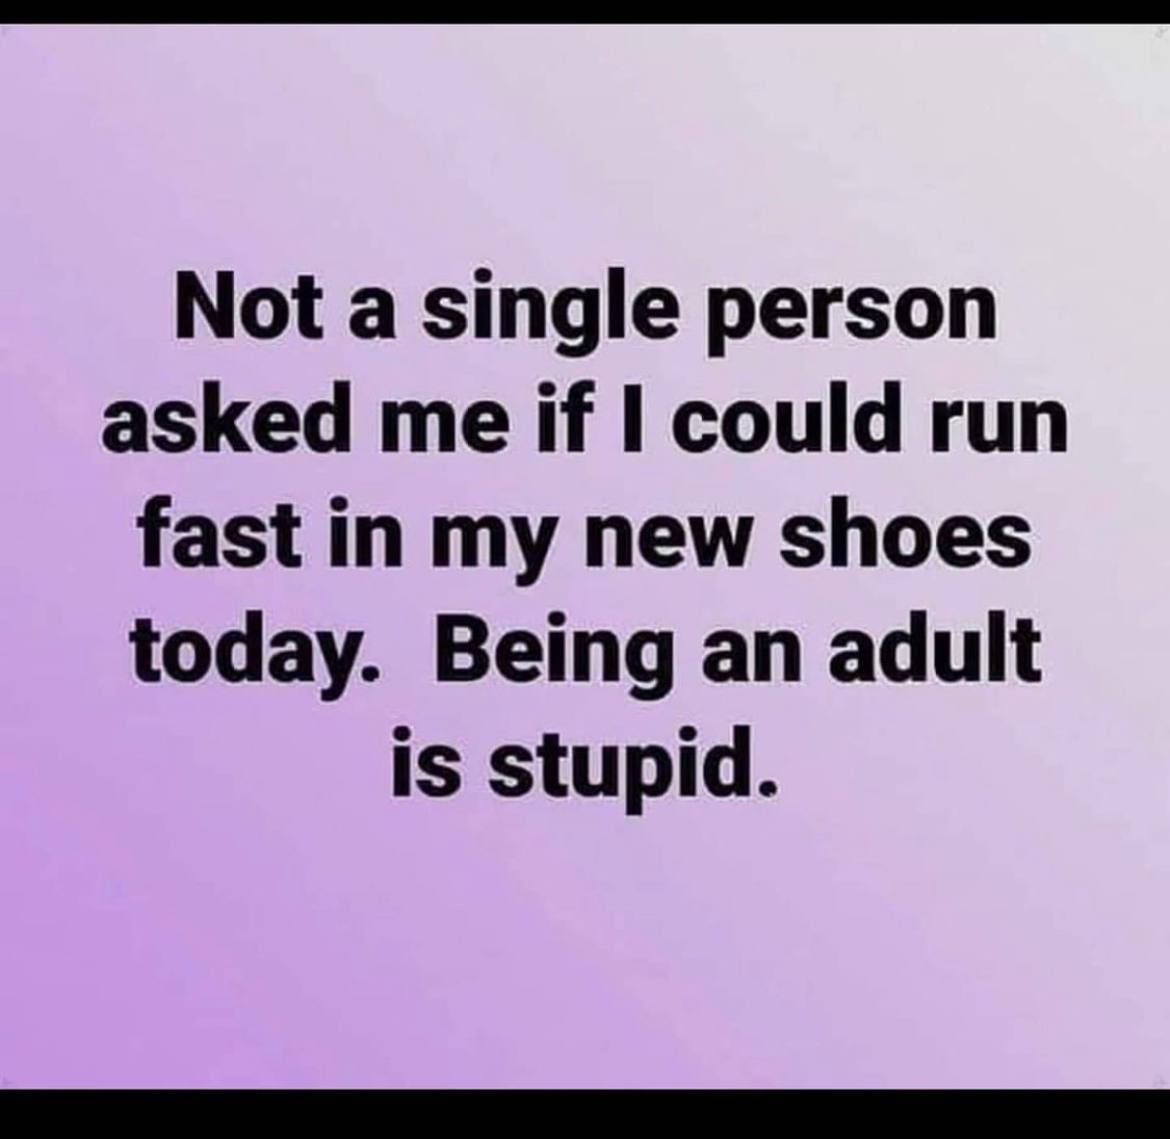 Not a single person
asked me if I could run
fast in my new shoes
today.  Being an adult
is stupid.